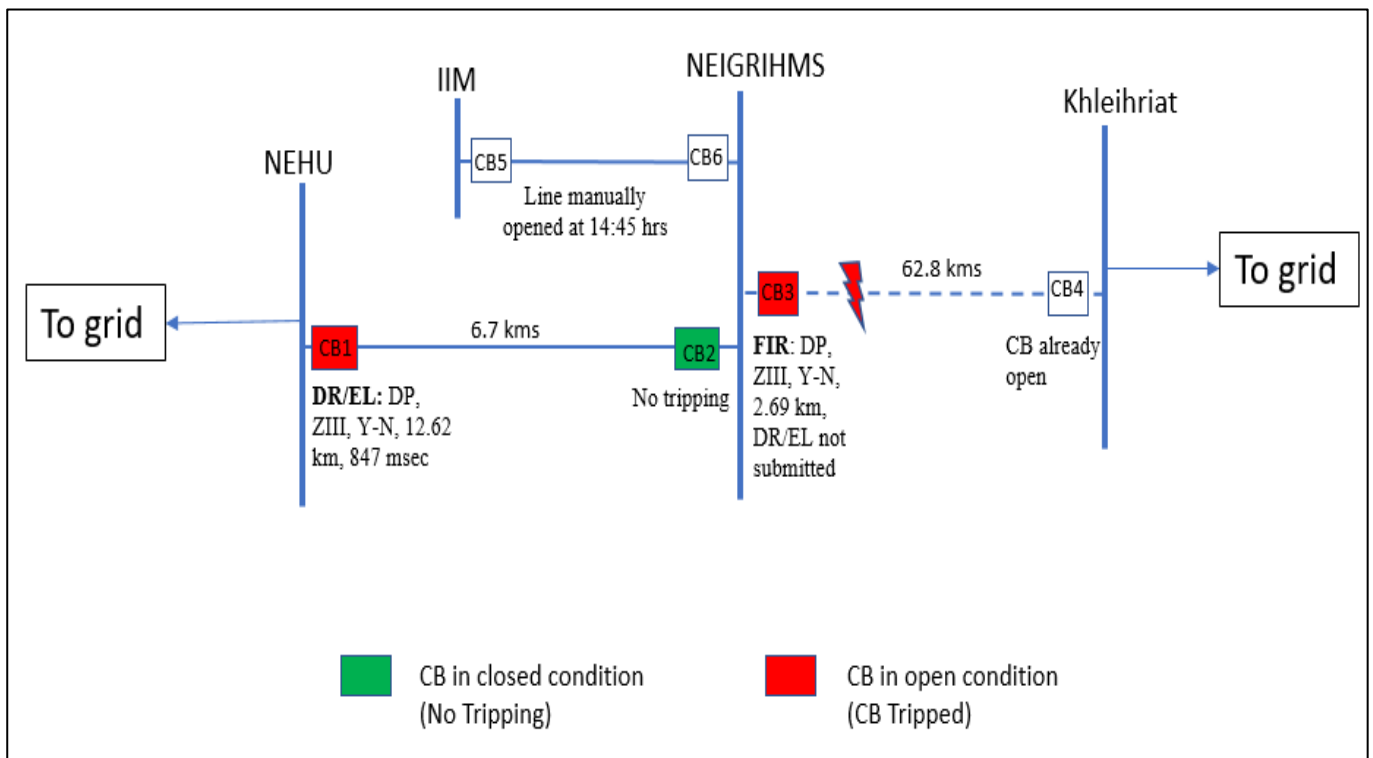 IIM
NEIGRIHMS
Khleihriat
NEHU
CB5
CB6
Line manually
opened at 14:45 hrs
To grid
CB1
6.7 kms
CB2
No tripping
DR/EL: DP,
ZIII, Y-N, 12.62
km, 847 msec
CB3
62.8 kms
CB4
To grid
FIR: DP,
ZIII, Y-N,
2.69 km,
DR/EL not
submitted
CB already
open
CB in closed condition
(No Tripping)
CB in open condition
(CB Tripped)